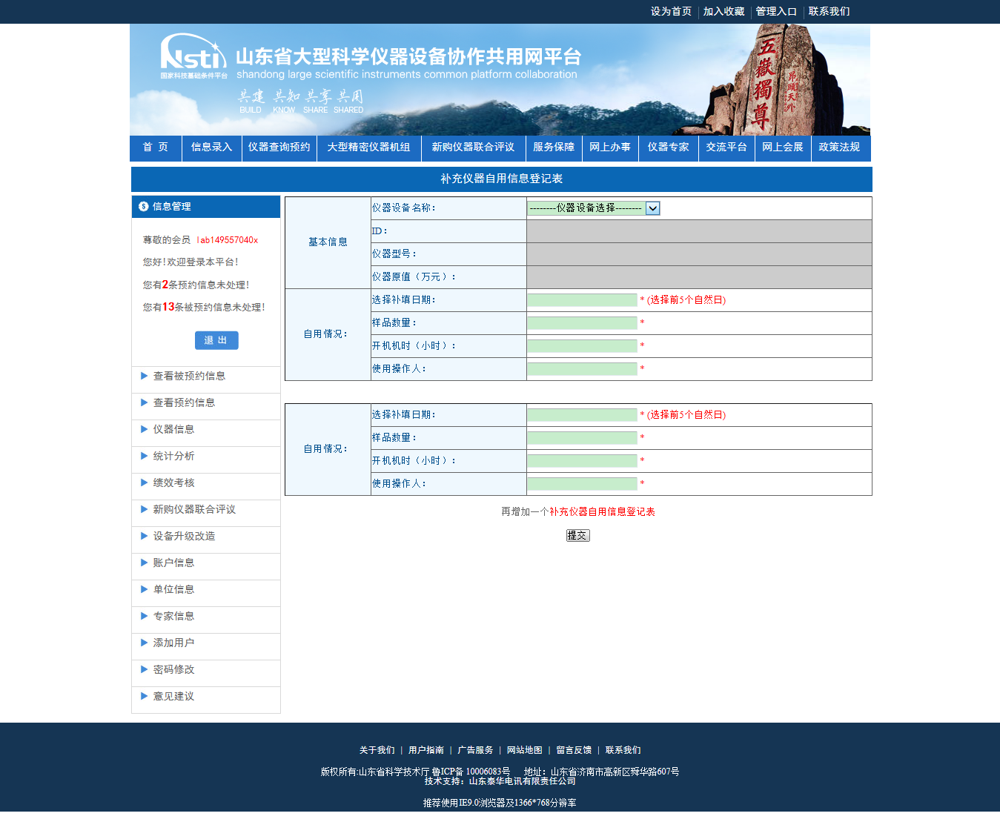 设为首页 加入收藏 管理入口 联系我们
Nsti
国家科技基础条件平台
山东省大型科学仪器设备协作共用网平台
shandong large scientific instruments common platform collaboration
共建 共知 共享 共用
BUILD KNOW SHARE SHARED
五嶽獨尊
昂頭天外
首 页 信息录入 仪器查询预约 大型精密仪器机组 新购仪器联合评议 服务保障 网上办事 仪器专家 交流平台 网上会展 政策法规
补充仪器自用信息登记表
信息管理
尊敬的会员 lab149557040x
您好!欢迎登录本平台!
您有2条预约信息未处理!
您有13条被预约信息未处理!
退 出
查看被预约信息
查看预约信息
仪器信息
统计分析
绩效考核
新购仪器联合评议
设备升级改造
账户信息
单位信息
专家信息
添加用户
密码修改
意见建议
基本信息
仪器设备名称： --------仪器设备选择--------
ID：
仪器型号：
仪器原值（万元）：
自用情况：
选择补填日期： * (选择前5个自然日)
样品数量： *
开机机时（小时）： *
使用操作人： *
自用情况：
选择补填日期： * (选择前5个自然日)
样品数量： *
开机机时（小时）： *
使用操作人： *
再增加一个补充仪器自用信息登记表
提交
关于我们 | 用户指南 | 广告服务 | 网站地图 | 留言反馈 | 联系我们
版权所有:山东省科学技术厅 鲁ICP备 10006083号 地址：山东省济南市高新区舜华路607号
技术支持：山东泰华电讯有限责任公司
推荐使用IE9.0浏览器及1366*768分辨率